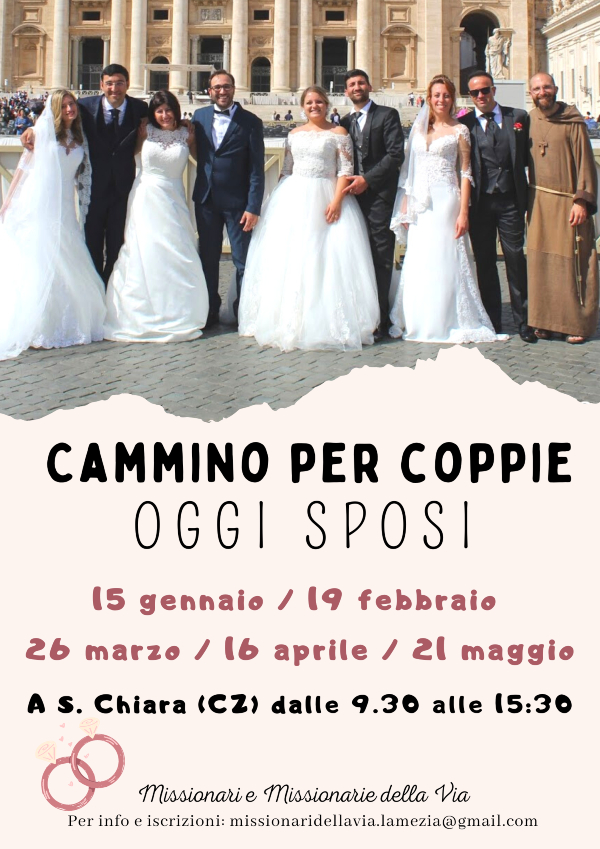 CAMMINO PER COPPIE
OGGI SPOSI
15 gennaio / 19 febbraio
26 marzo / 16 aprile / 21 maggio
A S. Chiara (CZ) dalle 9.30 alle 15:30
Missionari e Missionarie della Via
Per info e iscrizioni: missionaridellavia.lamezia@gmail.com